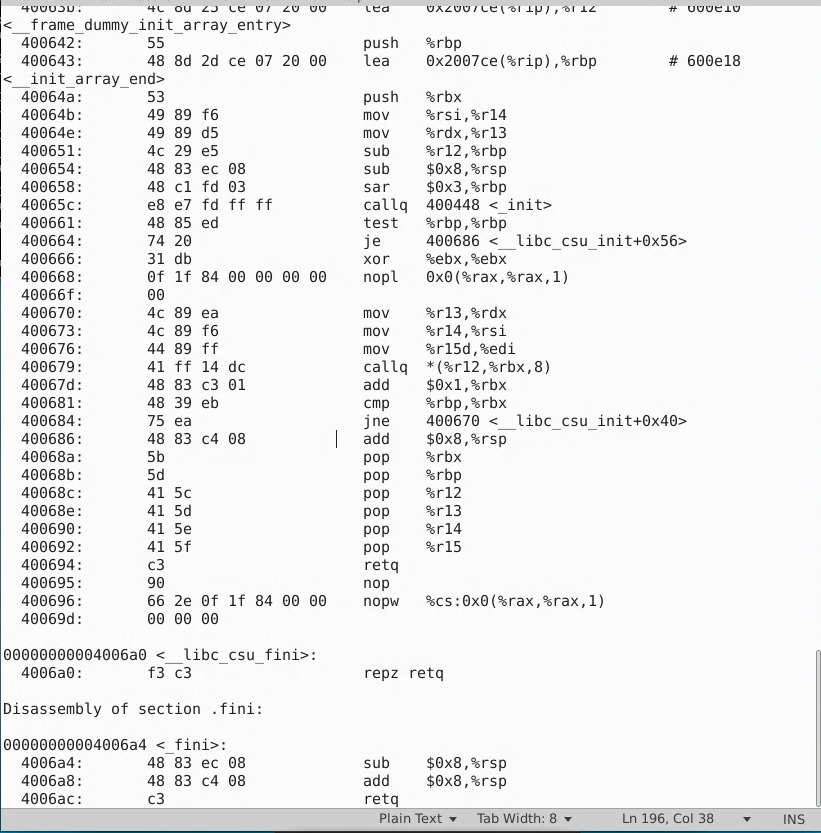 40063b:	4c 8d 25 ce 07 20 00	lea    0x2007ce(%rip),%r12        # 600e10
<__frame_dummy_init_array_entry>
  400642:	55	push   %rbp
  400643:	48 8d 2d ce 07 20 00	lea    0x2007ce(%rip),%rbp        # 600e18
<__init_array_end>
  40064a:	53	push   %rbx
  40064b:	49 89 f6	mov    %rsi,%r14
  40064e:	49 89 d5	mov    %rdx,%r13
  400651:	4c 29 e5	sub    %r12,%rbp
  400654:	48 83 ec 08	sub    $0x8,%rsp
  400658:	48 c1 fd 03	sar    $0x3,%rbp
  40065c:	e8 e7 fd ff ff	callq  400448 <_init>
  400661:	48 85 ed	test   %rbp,%rbp
  400664:	74 20	je     400686 <__libc_csu_init+0x56>
  400666:	31 db	xor    %ebx,%ebx
  400668:	0f 1f 84 00 00 00 00	nopl   0x0(%rax,%rax,1)
  40066f:	00
  400670:	4c 89 ea	mov    %r13,%rdx
  400673:	4c 89 f6	mov    %r14,%rsi
  400676:	44 89 ff	mov    %r15d,%edi
  400679:	41 ff 14 dc	callq  *(%r12,%rbx,8)
  40067d:	48 83 c3 01	add    $0x1,%rbx
  400681:	48 39 eb	cmp    %rbp,%rbx
  400684:	75 ea	jne    400670 <__libc_csu_init+0x40>
  400686:	48 83 c4 08	add    $0x8,%rsp
  40068a:	5b	pop    %rbx
  40068b:	5d	pop    %rbp
  40068c:	41 5c	pop    %r12
  40068e:	41 5d	pop    %r13
  400690:	41 5e	pop    %r14
  400692:	41 5f	pop    %r15
  400694:	c3	retq
  400695:	90	nop
  400696:	66 2e 0f 1f 84 00 00	nopw   %cs:0x0(%rax,%rax,1)
  40069d:	00 00 00
00000000004006a0 <__libc_csu_fini>:
  4006a0:	f3 c3	repz retq
Disassembly of section .fini:
00000000004006a4 <_fini>:
  4006a4:	48 83 ec 08	sub    $0x8,%rsp
  4006a8:	48 83 c4 08	add    $0x8,%rsp
  4006ac:	c3	retq
Plain Text Tab Width: 8 Ln 196, Col 38 INS